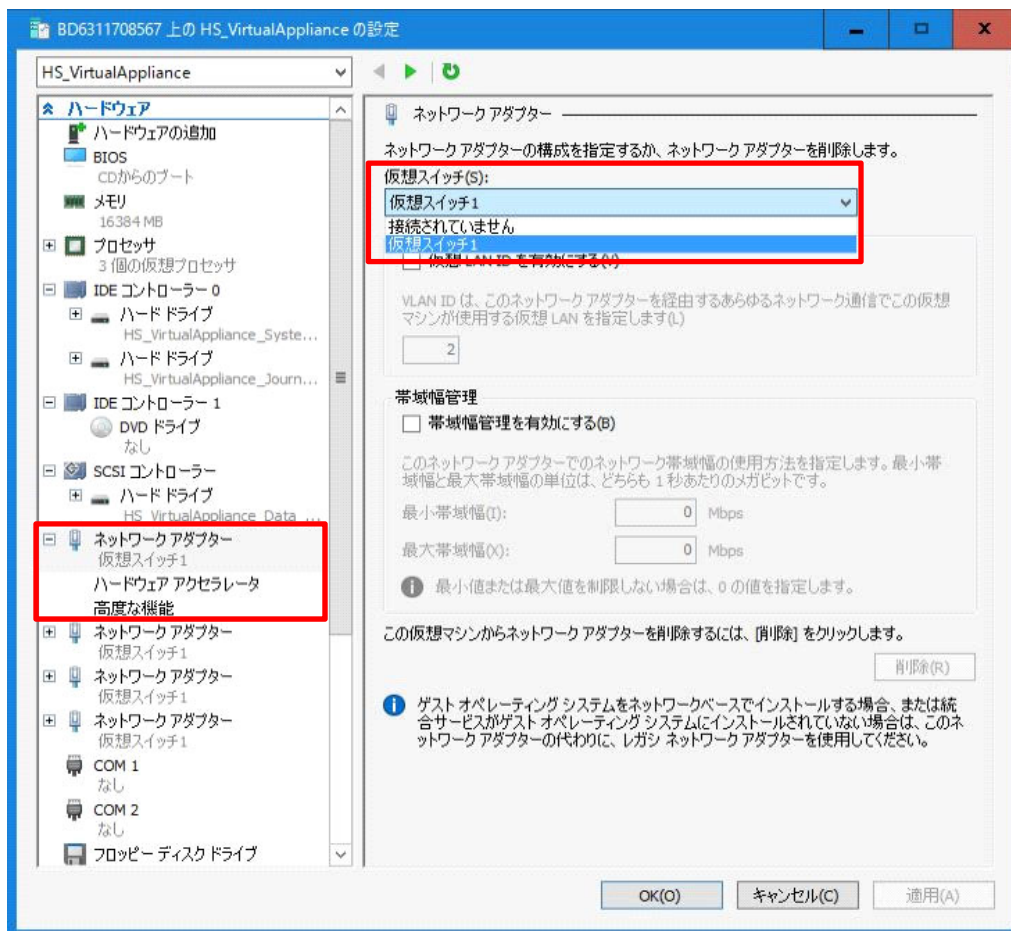 BD6311708567 上の HS_VirtualAppliance の設定
HS_VirtualAppliance
ハードウェア
ハードウェアの追加
BIOS
CDからのブート
メモリ
16384 MB
プロセッサ
3 個の仮想プロセッサ
IDE コントローラー 0
ハード ドライブ
HS_VirtualAppliance_Syste...
ハード ドライブ
HS_VirtualAppliance_Journ...
IDE コントローラー 1
DVD ドライブ
なし
SCSI コントローラー
ハード ドライブ
HS_VirtualAppliance_Data_...
ネットワーク アダプター
仮想スイッチ1
ハードウェア アクセラレータ
高度な機能
ネットワーク アダプター
仮想スイッチ1
ネットワーク アダプター
仮想スイッチ1
ネットワーク アダプター
仮想スイッチ1
COM 1
なし
COM 2
なし
フロッピー ディスク ドライブ
ネットワーク アダプター
ネットワーク アダプターの構成を指定するか、ネットワーク アダプターを削除します。
仮想スイッチ(S):
仮想スイッチ1
接続されていません
仮想スイッチ1
仮想 LAN ID を有効にする(V)
VLAN ID は、このネットワーク アダプターを経由するあらゆるネットワーク通信でこの仮想
マシンが使用する仮想 LAN を指定します(L)
2
帯域幅管理
帯域幅管理を有効にする(B)
このネットワーク アダプターでのネットワーク帯域幅の使用方法を指定します。最小帯
域幅と最大帯域幅の単位は、どちらも 1 秒あたりのメガビットです。
最小帯域幅(I):
0 Mbps
最大帯域幅(X):
0 Mbps
最小値または最大値を制限しない場合は、0 の値を指定します。
この仮想マシンからネットワーク アダプターを削除するには、[削除] をクリックします。
削除(R)
ゲスト オペレーティング システムをネットワークベースでインストールする場合、または統
合サービスがゲスト オペレーティング システムにインストールされていない場合は、このネ
ットワーク アダプターの代わりに、レガシ ネットワーク アダプターを使用してください。
OK(O)
キャンセル(C)
適用(A)